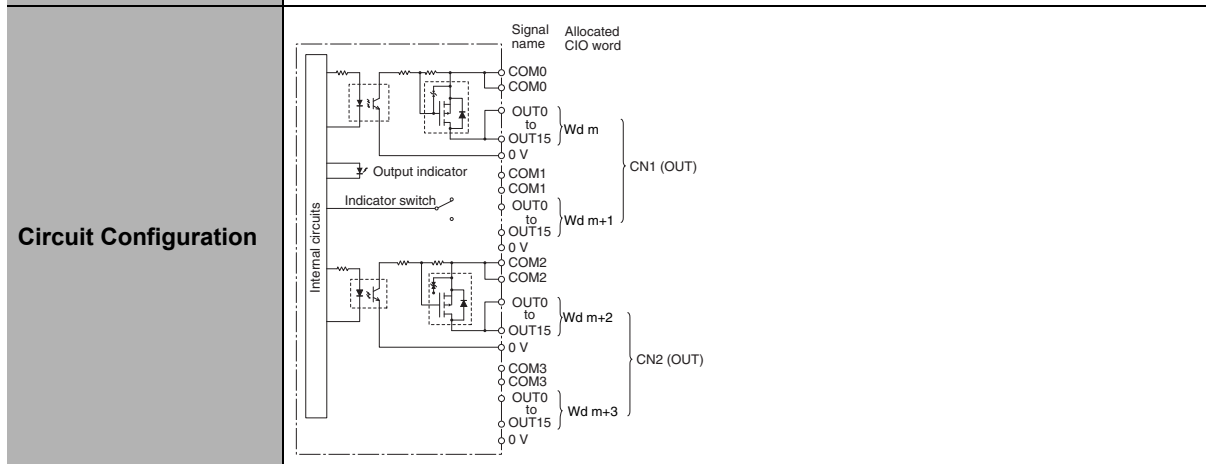 Circuit Configuration
Signal name
Allocated CIO word
COM0
COM0
OUT0
to
OUT15
Wd m
0 V
COM1
COM1
OUT0
to
OUT15
Wd m+1
0 V
CN1 (OUT)
Output indicator
Indicator switch
Internal circuits
COM2
COM2
OUT0
to
OUT15
Wd m+2
0 V
COM3
COM3
OUT0
to
OUT15
Wd m+3
0 V
CN2 (OUT)